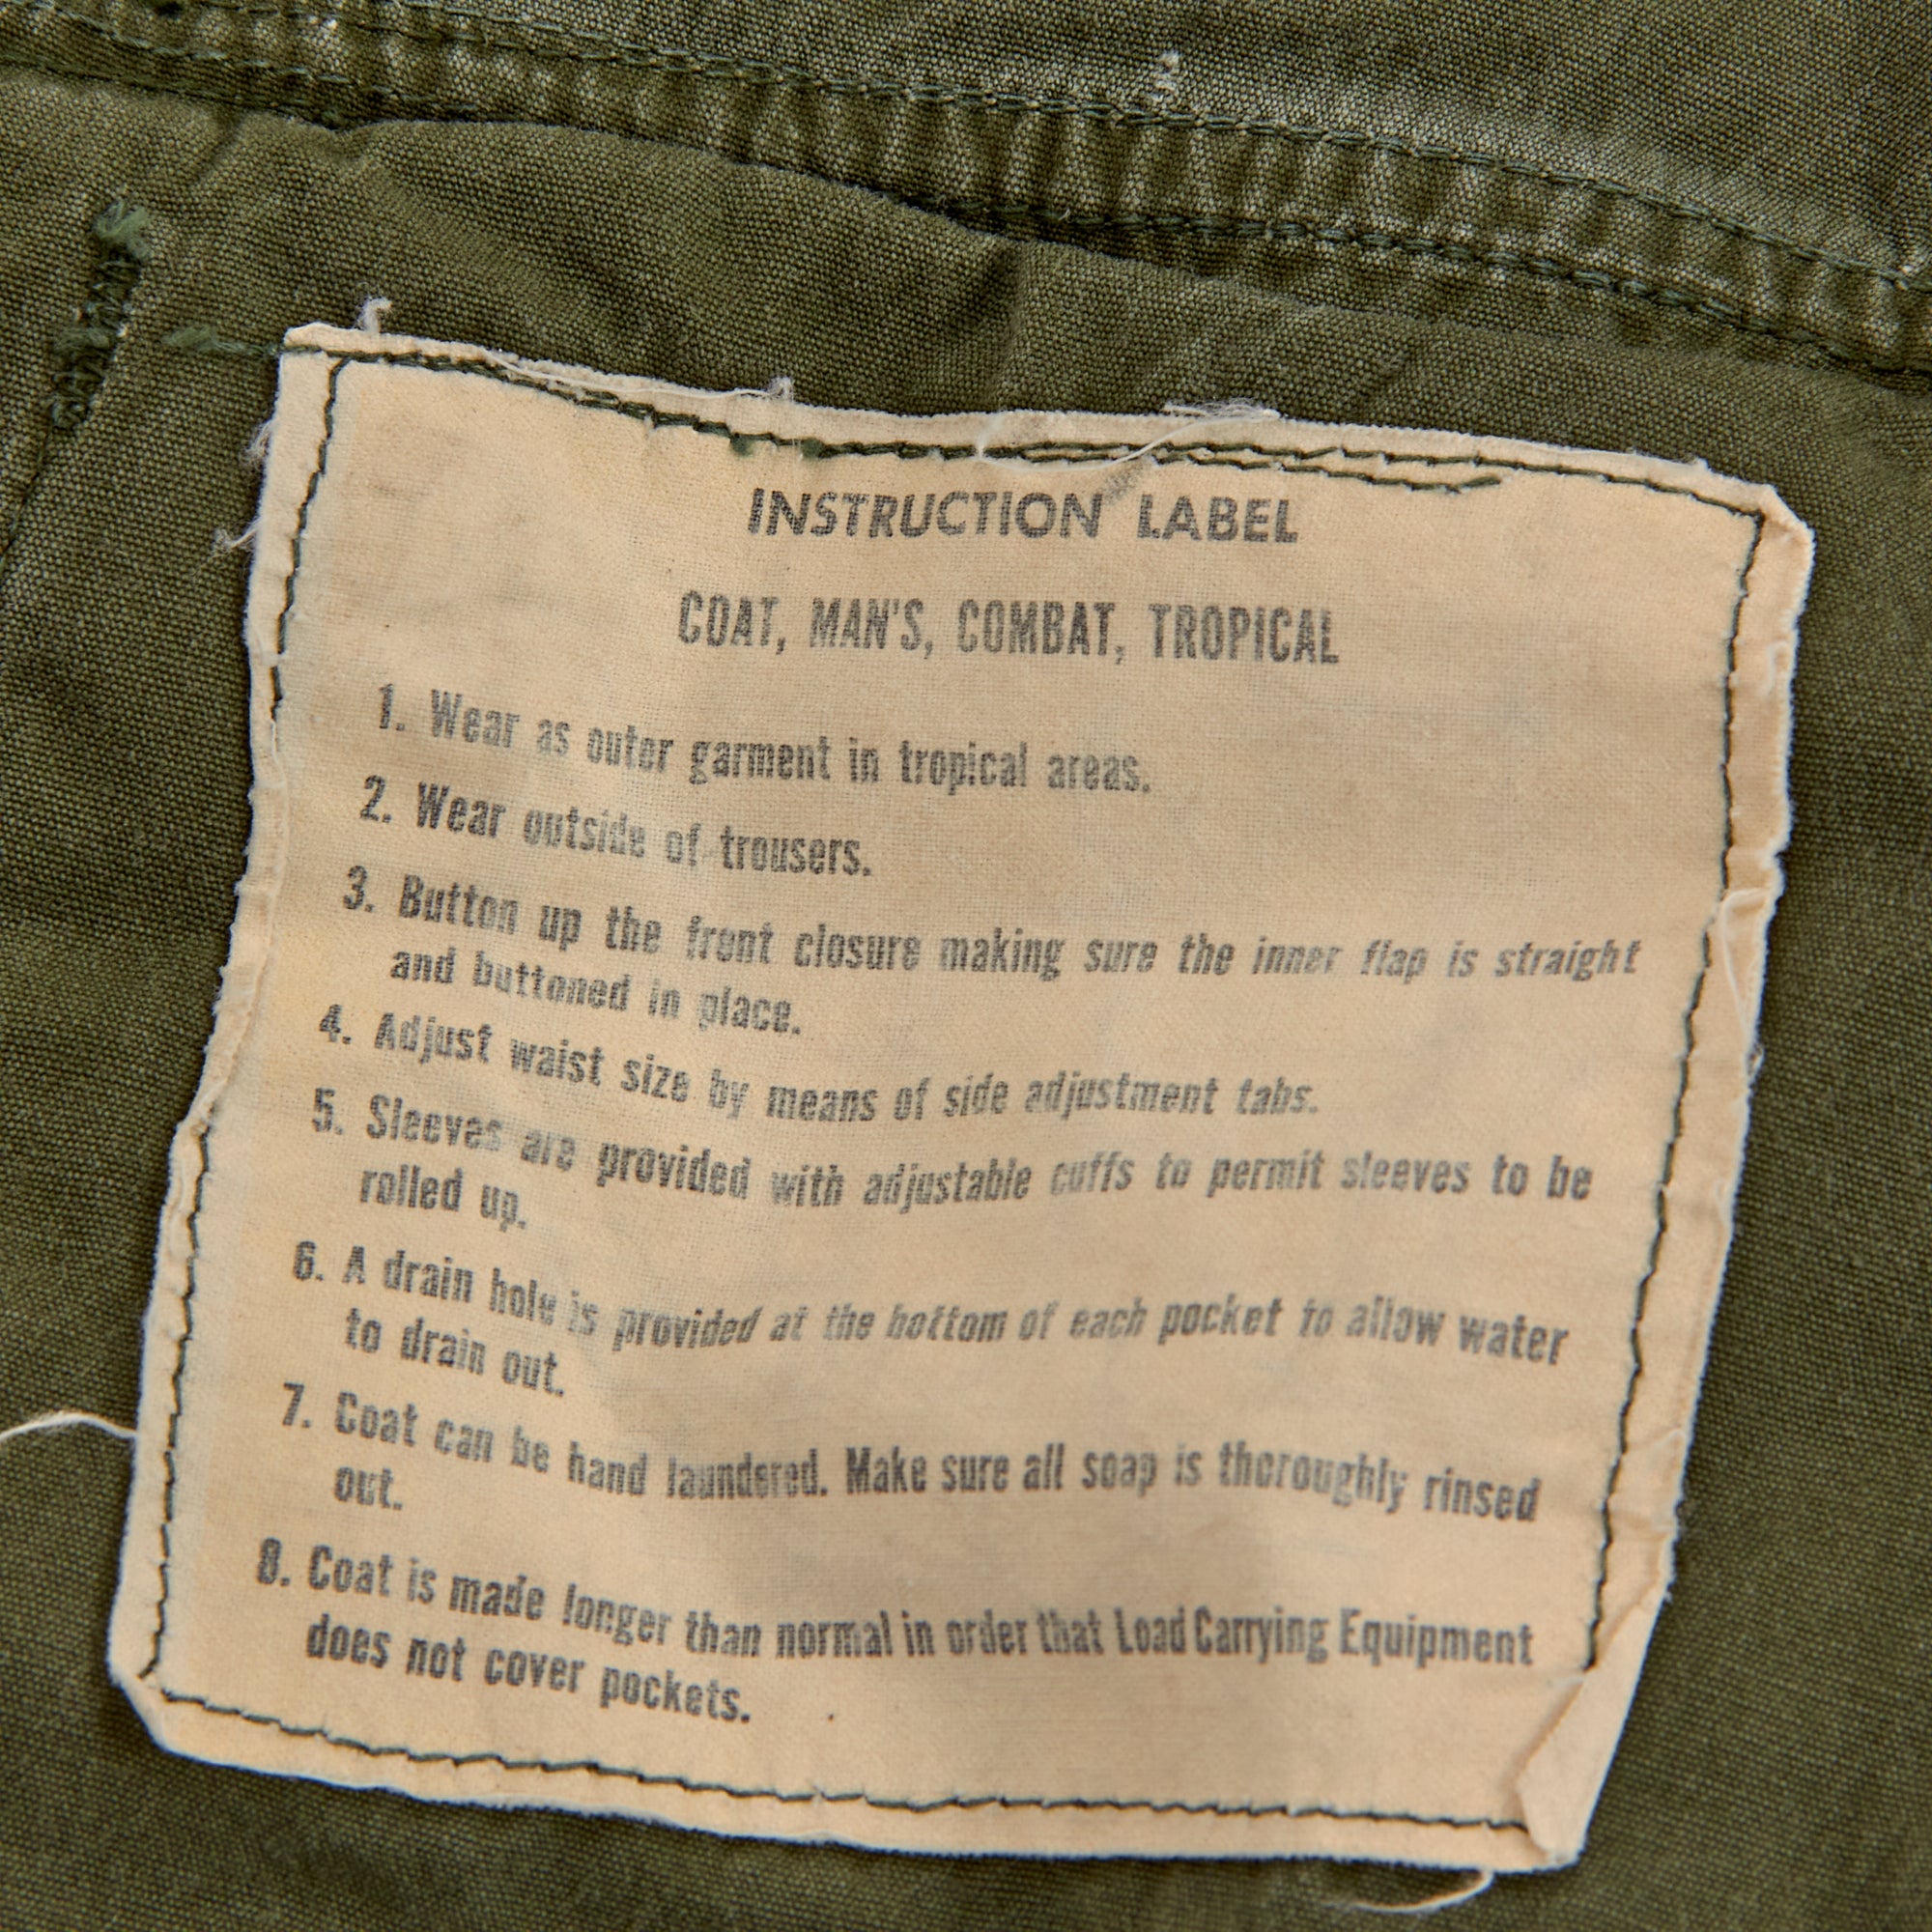 INSTRUCTION LABEL
COAT, MAN'S, COMBAT, TROPICAL
1. Wear as outer garment in tropical areas.
2. Wear outside of trousers.
3. Button up the front closure making sure the inner flap is straight
and buttoned in place.
4. Adjust waist size by means of side adjustment tabs.
5. Sleeves are provided with adjustable cuffs to permit sleeves to be
rolled up.
6. A drain hole is provided at the bottom of each pocket to allow water
to drain out.
7. Coat can be hand laundered. Make sure all soap is thoroughly rinsed
out.
8. Coat is made longer than normal in order that Load Carrying Equipment
does not cover pockets.